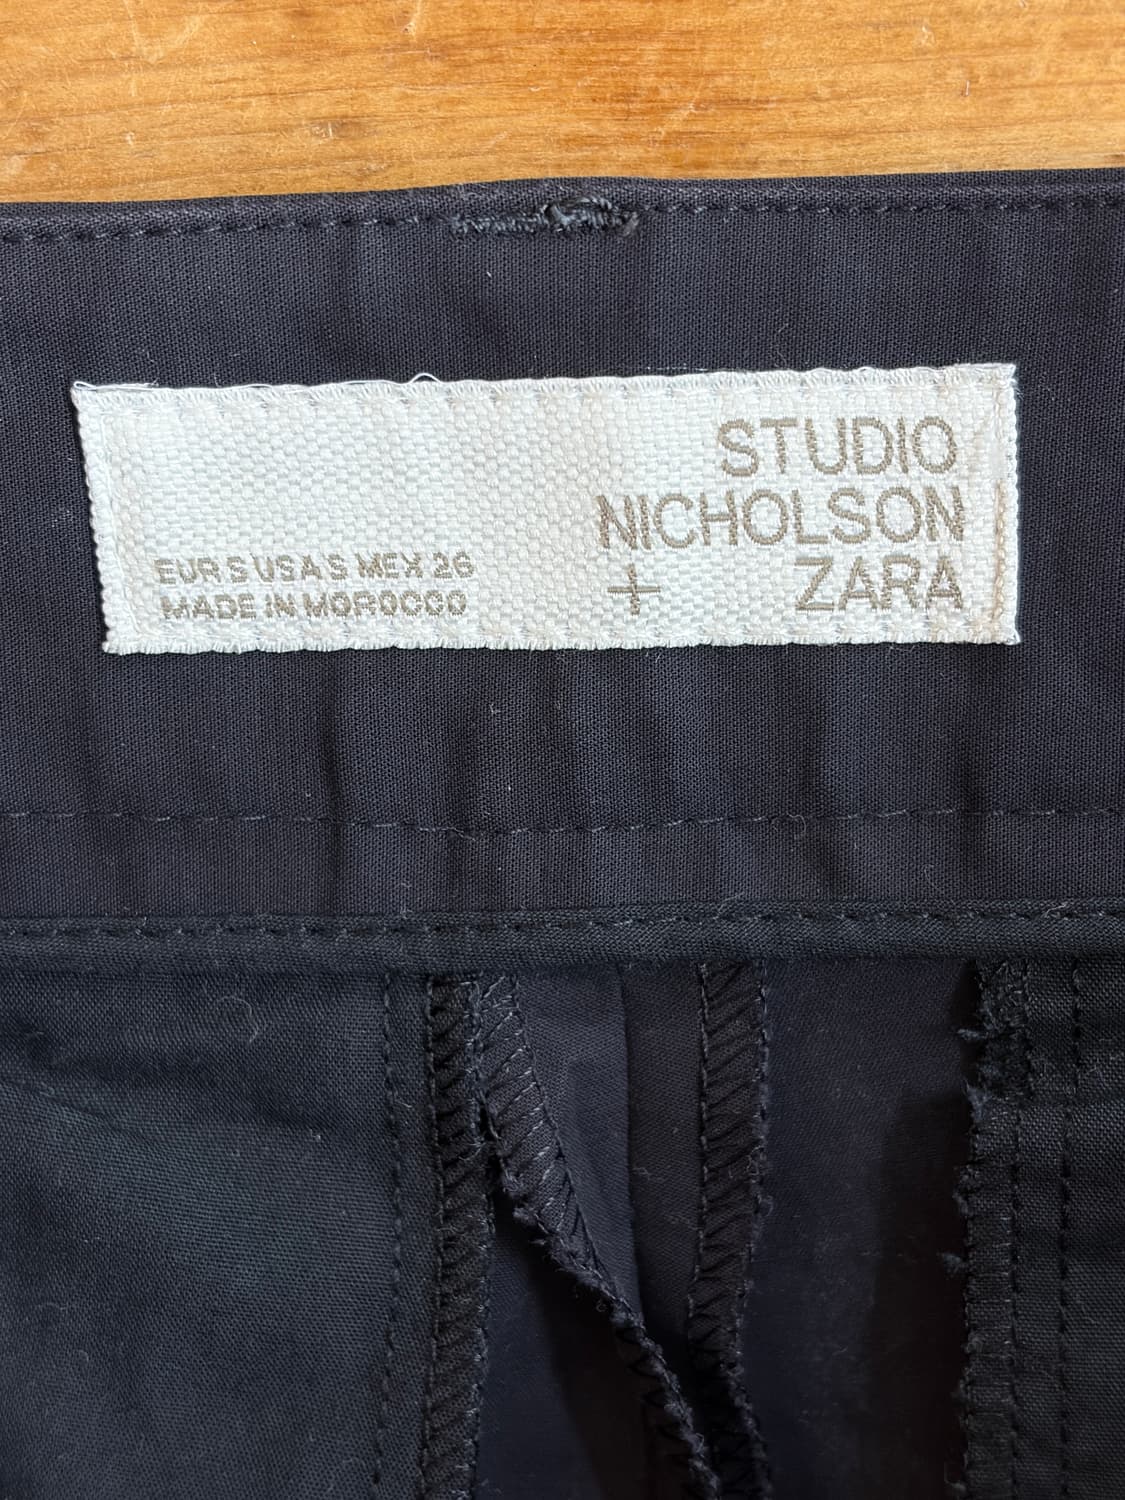 STUDIO
NICHOLSON
+ ZARA
EUR S USA S MEX 26
MADE IN MOROCCO